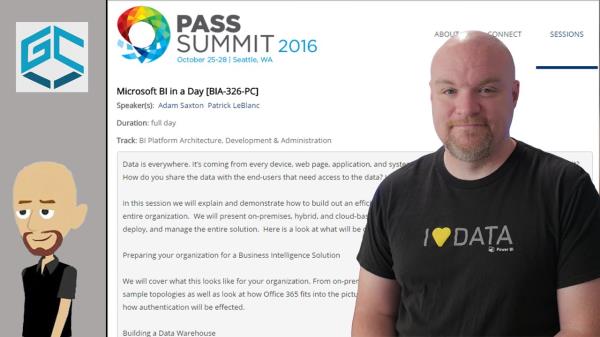 GC
PASS
SUMMIT 2016
October 25-28 | Seattle, WA
ABOUT CONNECT SESSIONS
Microsoft BI in a Day [BIA-326-PC]
Speaker(s): Adam Saxton Patrick LeBlanc
Duration: full day
Track: BI Platform Architecture, Development & Administration
Data is everywhere. It's coming from every device, web page, application, and
How do you share the data with the end-users that need access to the data?
In this session we will explain and demonstrate how to build out an
entire organization. We will present on-premises, hybrid, and
deploy, and manage the entire solution. Here is a look at what will be
Preparing your organization for a Business Intelligence Solution
We will cover what this looks like for your organization. From
sample topologies as well as look at how Office 365 fits into the
how authentication will be effected.
Building a Data Warehouse
I DATA
Power BI